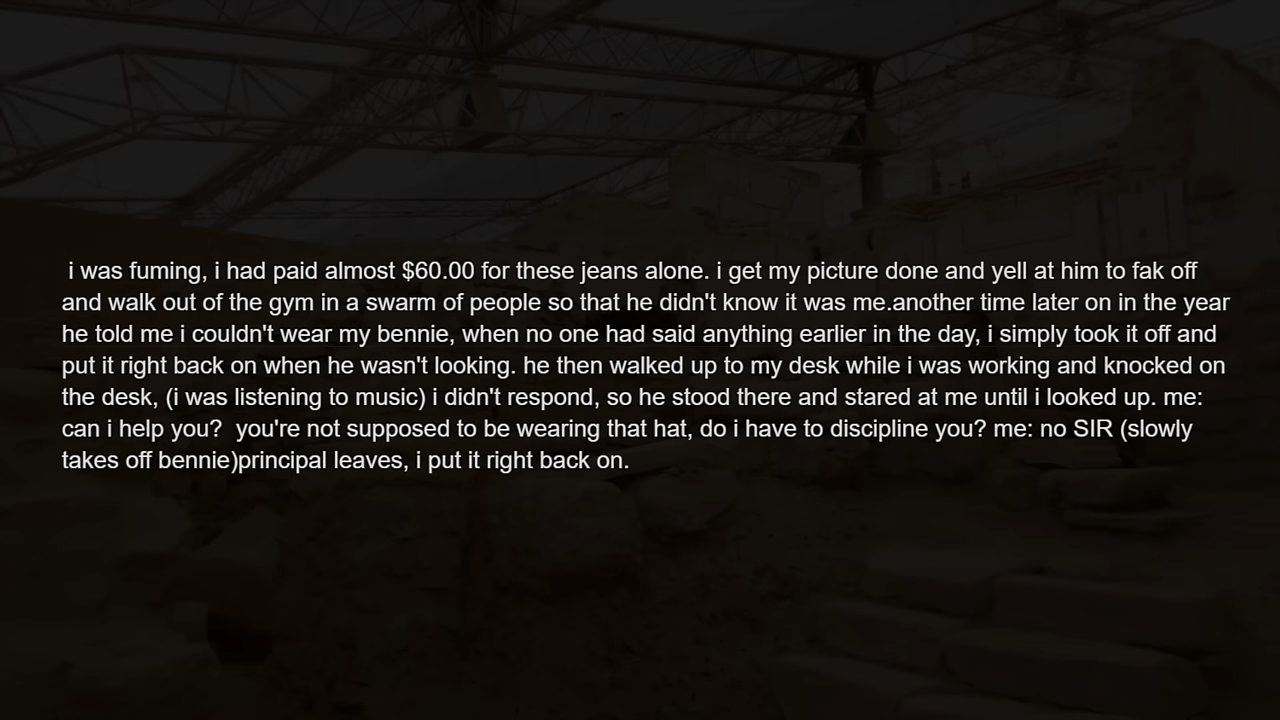 i was fuming, i had paid almost $60.00 for these jeans alone. i get my picture done and yell at him to fak off
and walk out of the gym in a swarm of people so that he didn't know it was me.another time later on in the year
he told me i couldn't wear my bennie, when no one had said anything earlier in the day, i simply took it off and
put it right back on when he wasn't looking. he then walked up to my desk while i was working and knocked on
the desk, (i was listening to music) i didn't respond, so he stood there and stared at me until i looked up. me:
can i help you?  you're not supposed to be wearing that hat, do i have to discipline you? me: no SIR (slowly
takes off bennie)principal leaves, i put it right back on.